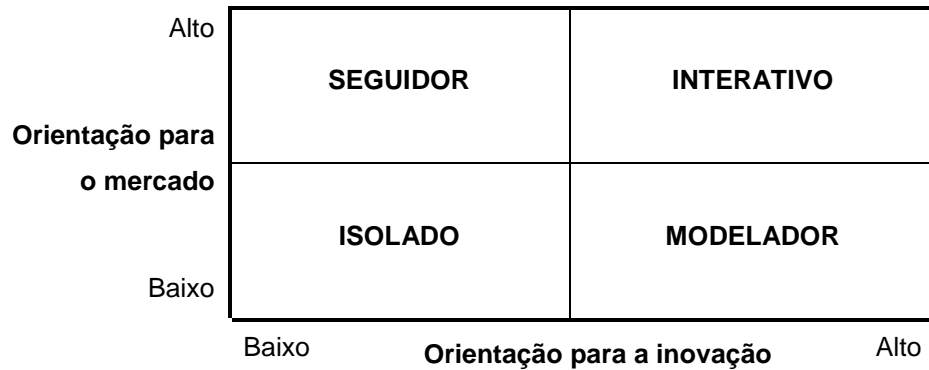 Alto
SEGUIDOR
INTERATIVO
Orientação para
o mercado
ISOLADO
MODELADOR
Baixo
Baixo
Orientação para a inovação
Alto